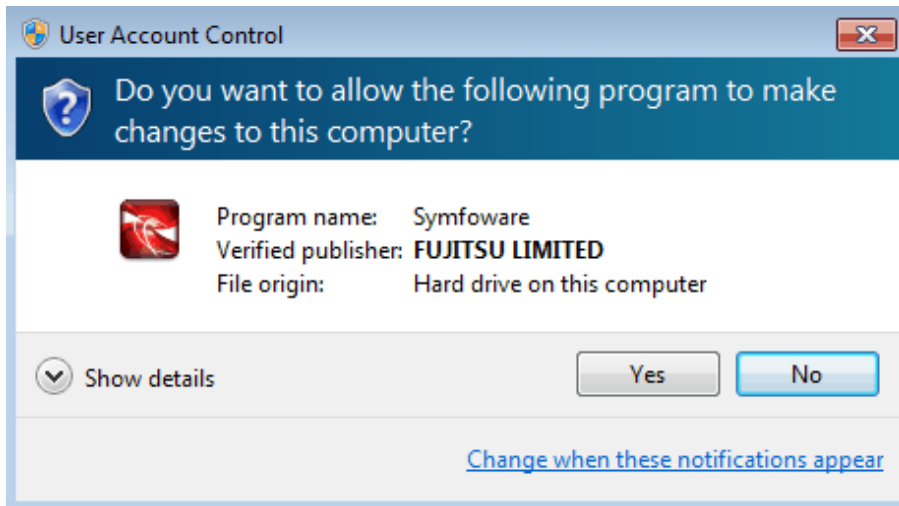 User Account Control
Do you want to allow the following program to make
changes to this computer?
Program name: Symfoware
Verified publisher: FUJITSU LIMITED
File origin: Hard drive on this computer
Show details
Yes
No
Change when these notifications appear